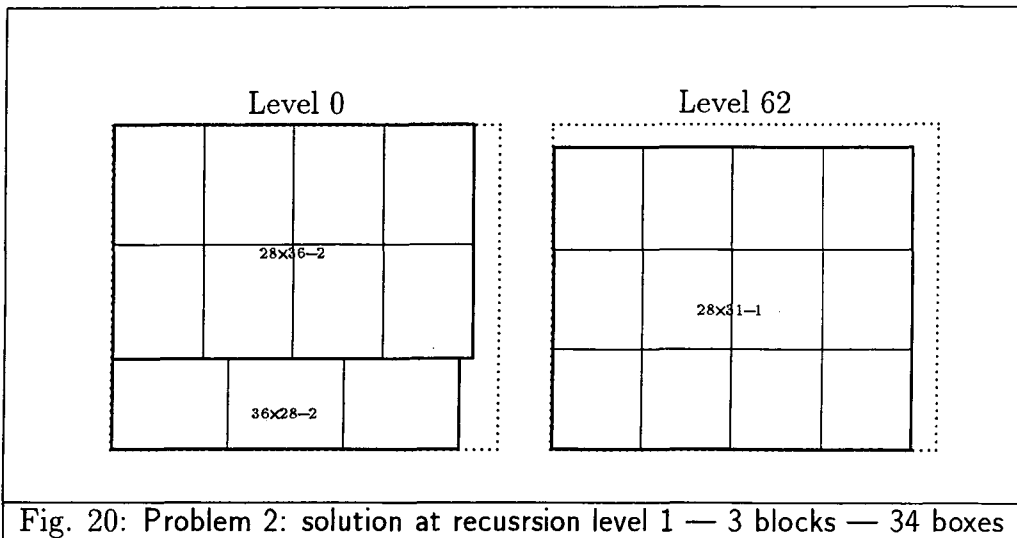 Level 0
Level 62
28×36–2
28×31–1
36×28–2
Fig. 20: Problem 2: solution at recusrsion level 1 — 3 blocks — 34 boxes